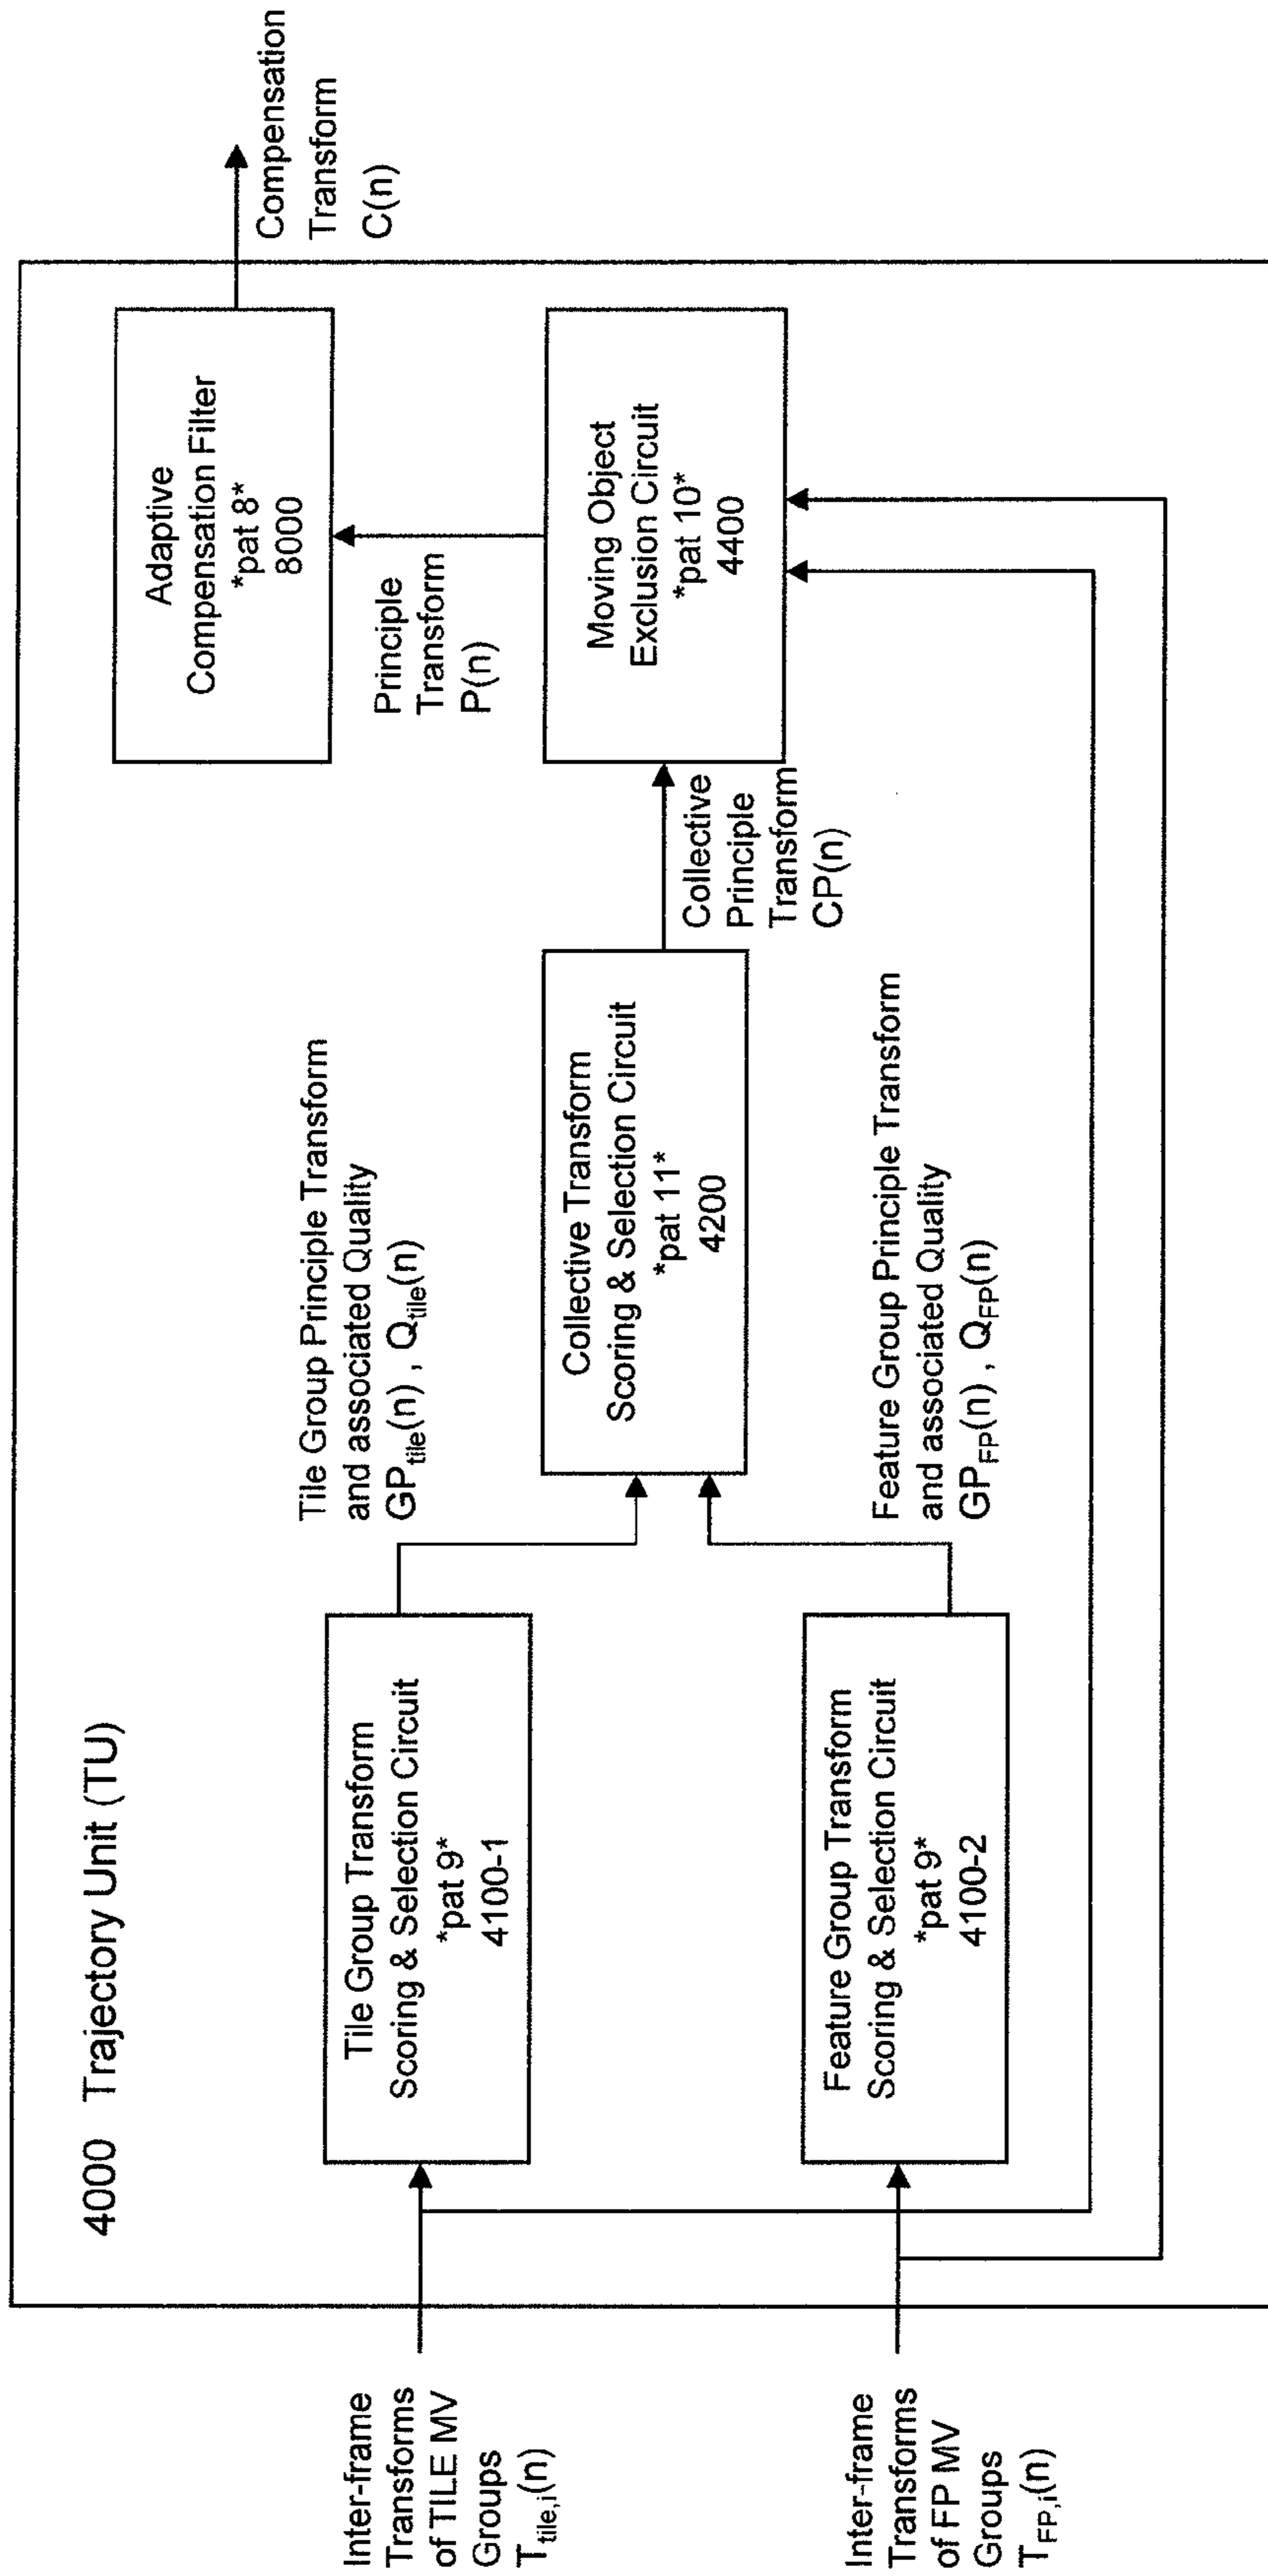 4000 Trajectory Unit (TU)
Inter-frame
Transforms
of TILE MV
Groups
T_tile,i(n)
Inter-frame
Transforms
of FP MV
Groups
T_FP,i(n)
Tile Group Transform
Scoring & Selection Circuit
*pat 9*
4100-1
Feature Group Transform
Scoring & Selection Circuit
*pat 9*
4100-2
Tile Group Principle Transform
and associated Quality
GP_tile(n) , Q_tile(n)
Feature Group Principle Transform
and associated Quality
GP_FP(n) , Q_FP(n)
Collective Transform
Scoring & Selection Circuit
*pat 11*
4200
Collective
Principle
Transform
CP(n)
Moving Object
Exclusion Circuit
*pat 10*
4400
Principle
Transform
P(n)
Adaptive
Compensation Filter
*pat 8*
8000
Compensation
Transform
C(n)